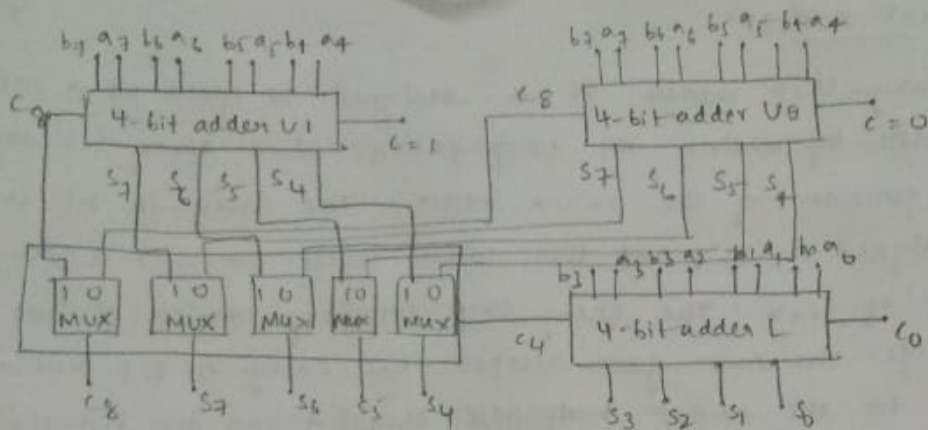 b7 a7 b6 a6 b5 a5 b4 a4
b7 a7 b6 a6 b5 a5 b4 a4
C8 4-bit adder U1 C=1
C8 4-bit adder U0 C=0
S7 S6 S5 S4
S7 S6 S5 S4
b3 a3 b3 a2 b1 a1 b0 a0
1 0 1 0 1 0 1 0 1 0
MUX MUX MUX MUX MUX
C4 4-bit adder L C0
C8 S7 S6 S5 S4
S3 S2 S1 S0